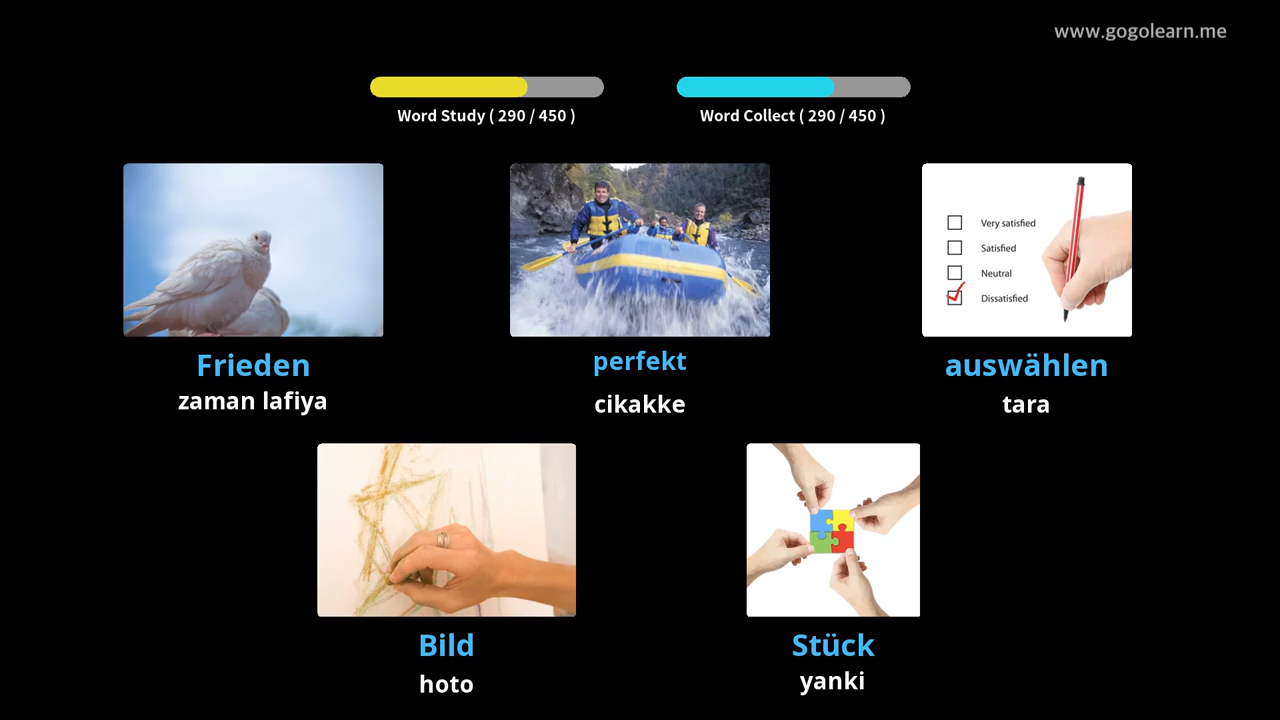 www.gogolearn.me
Word Study ( 290 / 450 )
Word Collect ( 290 / 450 )
Very satisfied
Satisfied
Neutral
Dissatisfied
Frieden
zaman lafiya
perfekt
cikakke
auswählen
tara
Bild
hoto
Stück
yanki